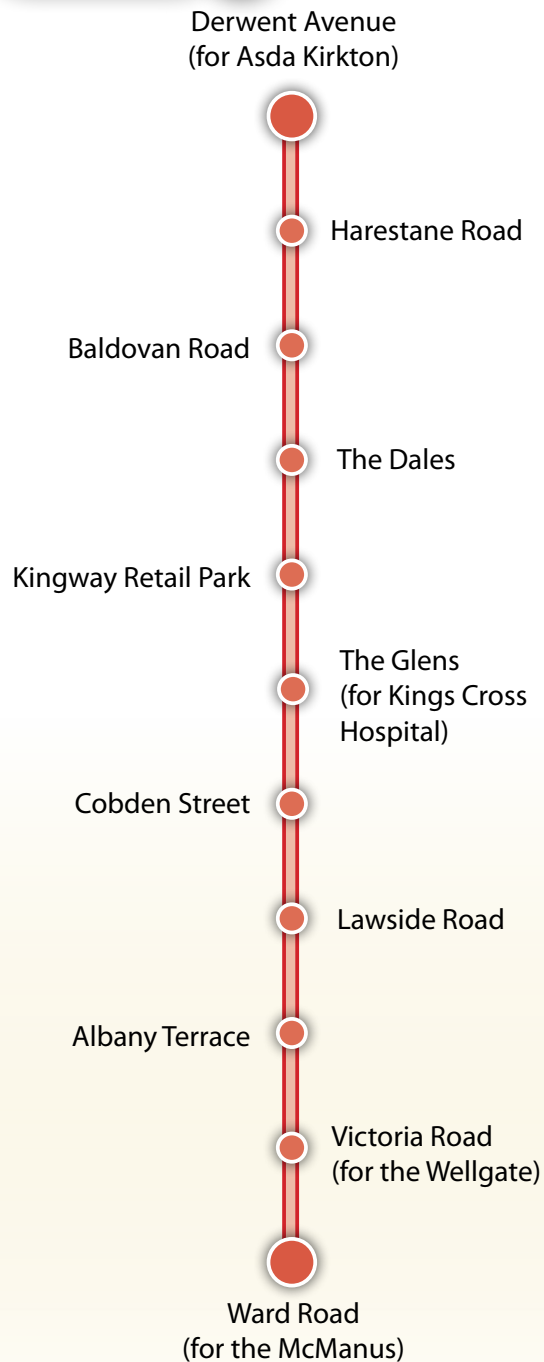 Derwent Avenue
(for Asda Kirkton)
Harestane Road
Baldovan Road
The Dales
Kingway Retail Park
The Glens
(for Kings Cross
Hospital)
Cobden Street
Lawside Road
Albany Terrace
Victoria Road
(for the Wellgate)
Ward Road
(for the McManus)